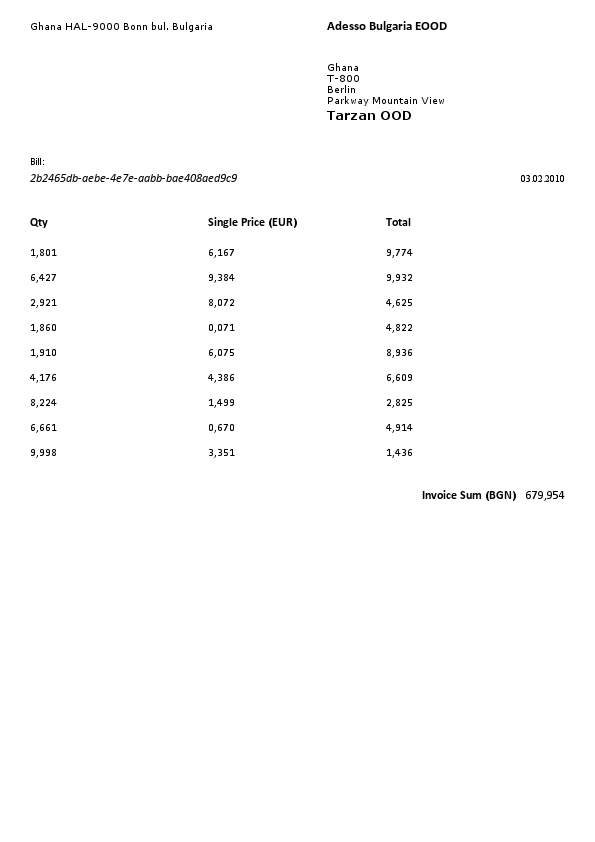 Ghana HAL-9000 Bonn bul. Bulgaria
Adesso Bulgaria EOOD
Ghana
T-800
Berlin
Parkway Mountain View
Tarzan OOD
Bill:
2b2465db-aebe-4e7e-aabb-bae408aed9c9 03.02.2010
Qty Single Price (EUR) Total
1,801 6,167 9,774
6,427 9,384 9,932
2,921 8,072 4,625
1,860 0,071 4,822
1,910 6,075 8,936
4,176 4,386 6,609
8,224 1,499 2,825
6,661 0,670 4,914
9,998 3,351 1,436
Invoice Sum (BGN) 679,954